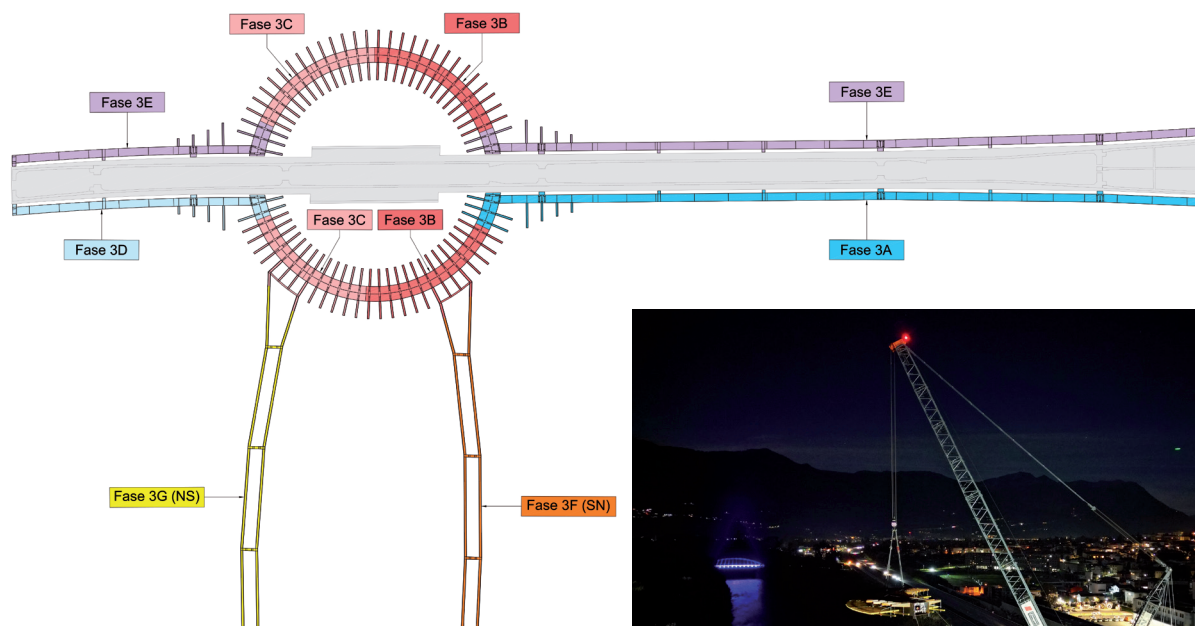 Fase 3C
Fase 3B
Fase 3E
Fase 3E
Fase 3C
Fase 3B
Fase 3D
Fase 3A
Fase 3G (NS)
Fase 3F (SN)